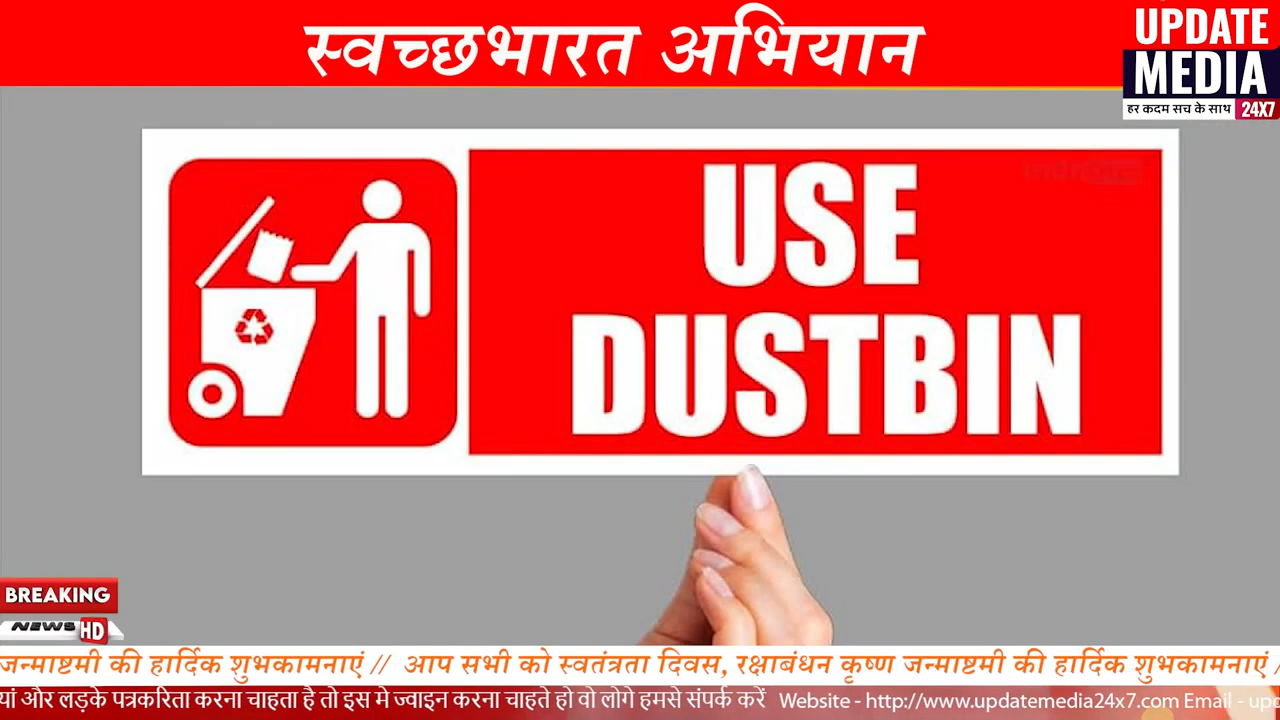 स्वच्छभारत अभियान
UPDATE
MEDIA
हर कदम सच के साथ 24X7
USE
DUSTBIN
BREAKING
NEWS HD
जन्माष्टमी की हार्दिक शुभकामनाएं // आप सभी को स्वतंत्रता दिवस, रक्षाबंधन कृष्ण जन्माष्टमी की हार्दिक शुभकामनाएं /
यां और लड़के पत्रकरिता करना चाहता है तो इस मे ज्वाइन करना चाहते हो वो लोगे हमसे संपर्क करें Website - http://www.updatemedia24x7.com Email - upd